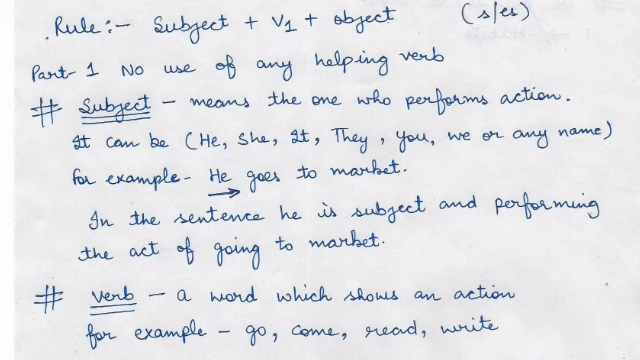 Rule:- Subject + V1 + object (s/es)
Part-1 No use of any helping verb
# Subject - means the one who performs action.
It can be (He, She, It, They, you, we or any name)
for example- He goes to market.
In the sentence he is subject and performing
the act of going to market.
# verb - a word which shows an action
for example - go, come, read, write